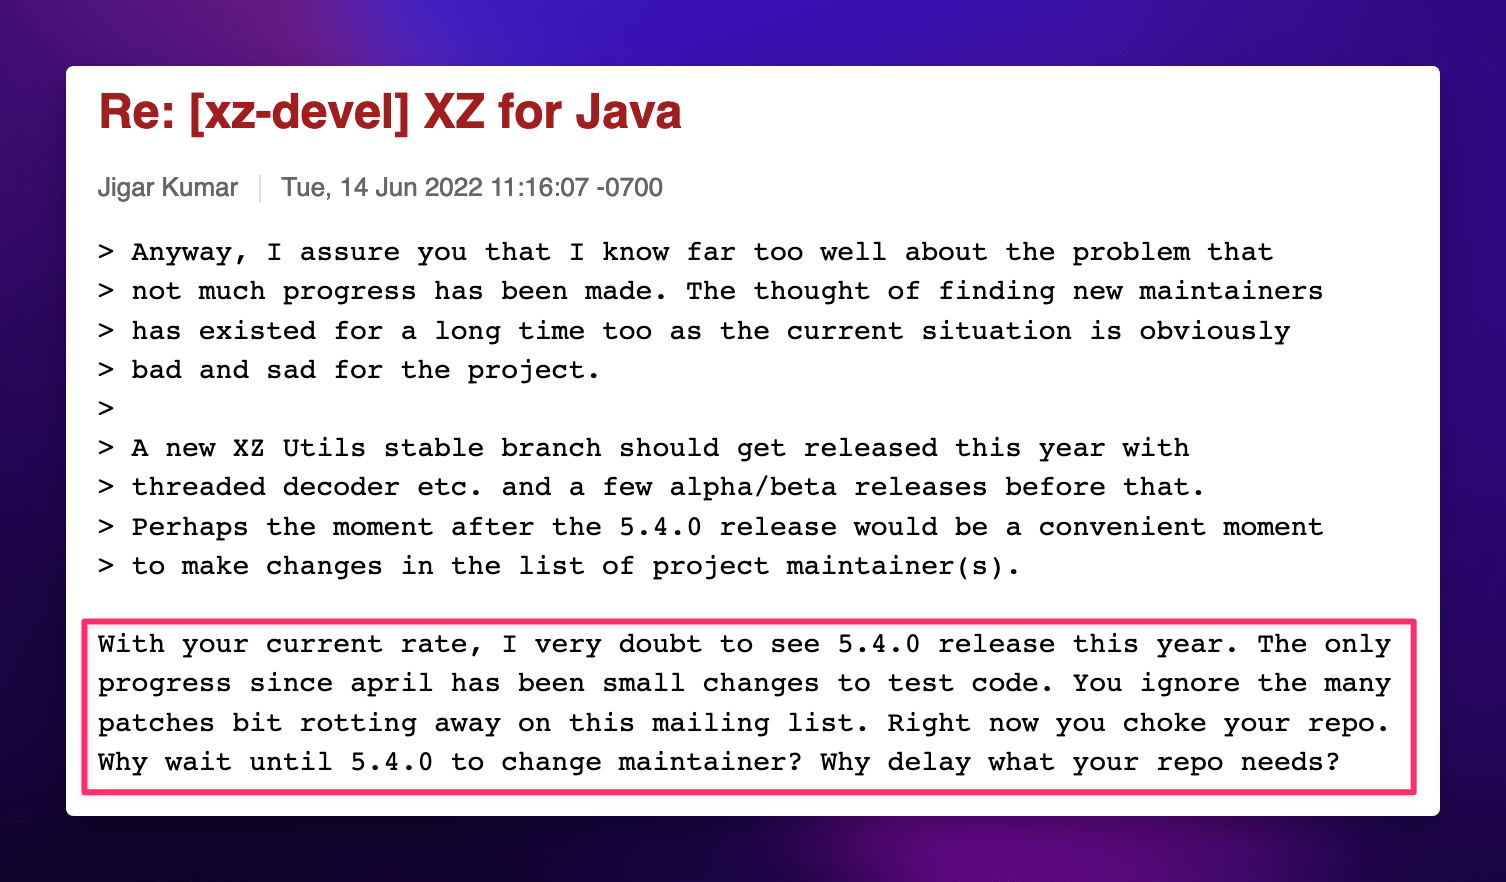 Re: [xz-devel] XZ for Java
Jigar Kumar | Tue, 14 Jun 2022 11:16:07 -0700
> Anyway, I assure you that I know far too well about the problem that
> not much progress has been made. The thought of finding new maintainers
> has existed for a long time too as the current situation is obviously
> bad and sad for the project.
>
> A new XZ Utils stable branch should get released this year with
> threaded decoder etc. and a few alpha/beta releases before that.
> Perhaps the moment after the 5.4.0 release would be a convenient moment
> to make changes in the list of project maintainer(s).
With your current rate, I very doubt to see 5.4.0 release this year. The only
progress since april has been small changes to test code. You ignore the many
patches bit rotting away on this mailing list. Right now you choke your repo.
Why wait until 5.4.0 to change maintainer? Why delay what your repo needs?